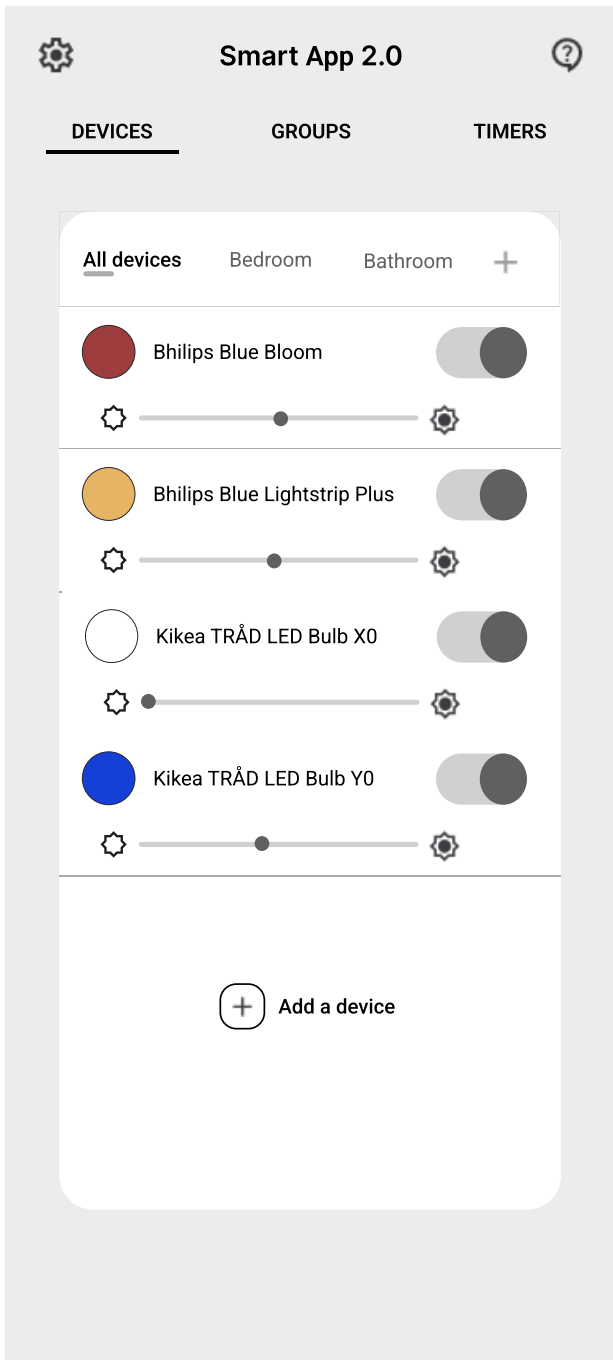 Smart App 2.0
DEVICES GROUPS TIMERS
All devices Bedroom Bathroom
Bhilips Blue Bloom
Bhilips Blue Lightstrip Plus
Kikea TRÅD LED Bulb X0
Kikea TRÅD LED Bulb Y0
Add a device